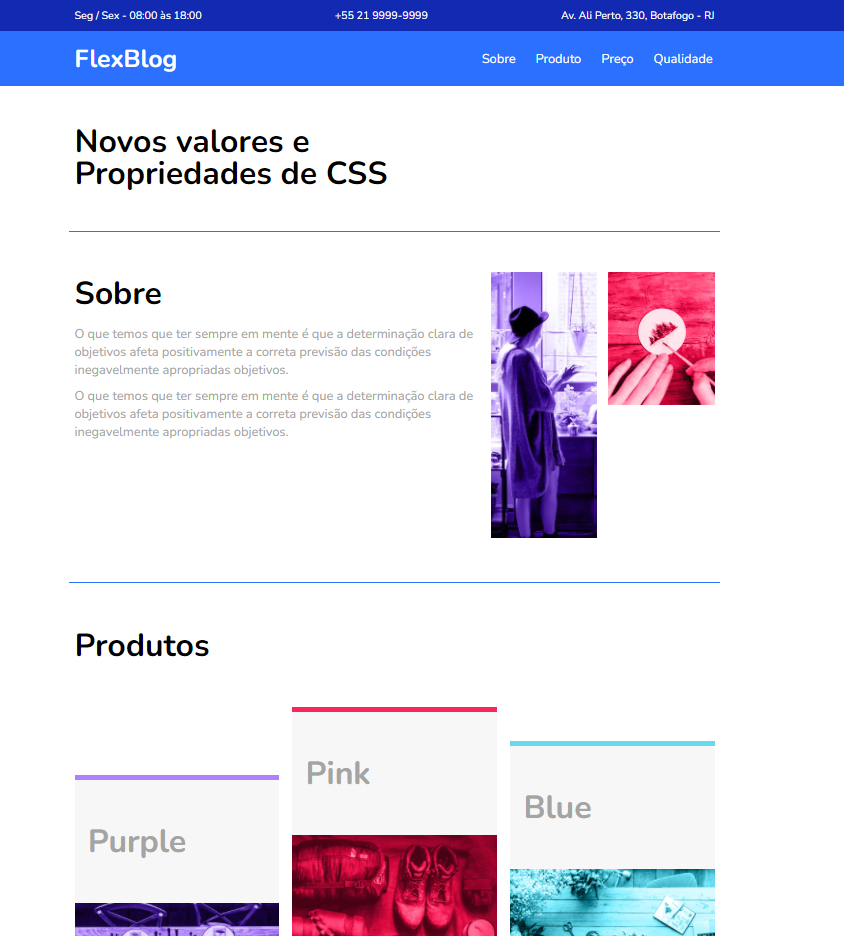 Seg / Sex - 08:00 às 18:00
+55 21 9999-9999
Av. Ali Perto, 330, Botafogo - RJ
FlexBlog
Sobre Produto Preço Qualidade
Novos valores e
Propriedades de CSS
Sobre
O que temos que ter sempre em mente é que a determinação clara de
objetivos afeta positivamente a correta previsão das condições
inegavelmente apropriadas objetivos.
O que temos que ter sempre em mente é que a determinação clara de
objetivos afeta positivamente a correta previsão das condições
inegavelmente apropriadas objetivos.
Produtos
Purple
Pink
Blue